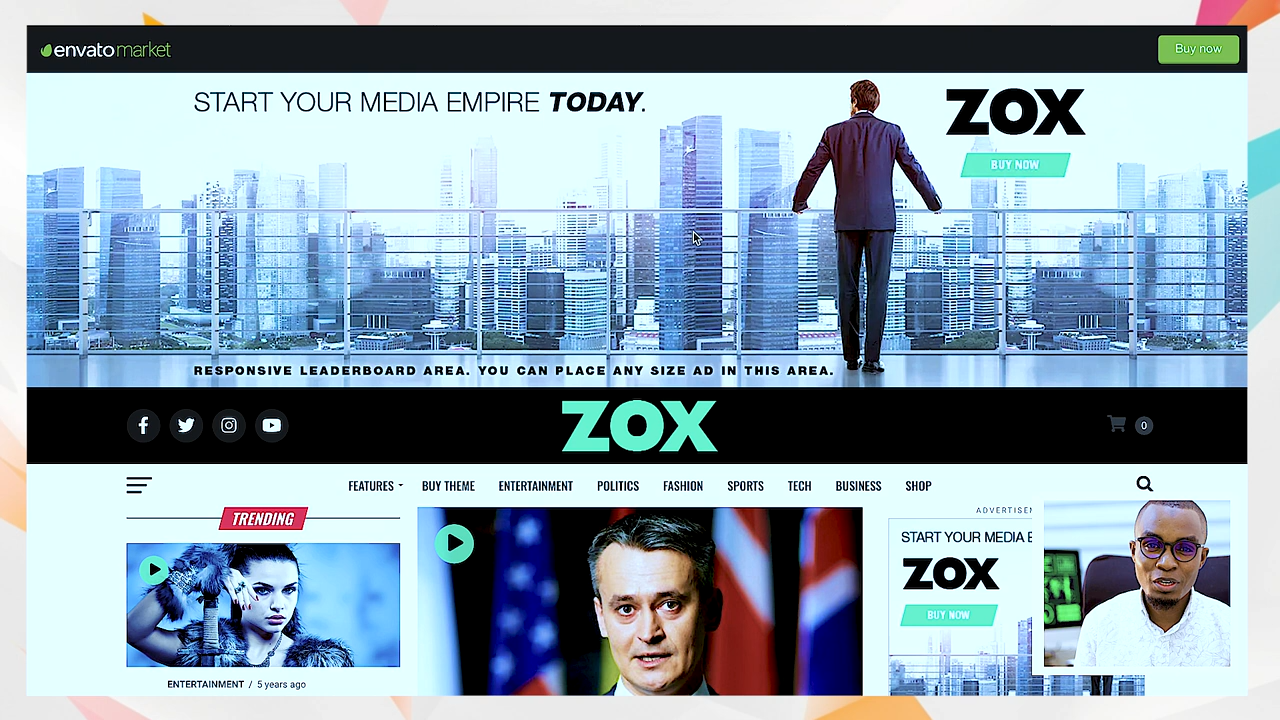 envato market
Buy now
START YOUR MEDIA EMPIRE TODAY.
ZOX
BUY NOW
RESPONSIVE LEADERBOARD AREA. YOU CAN PLACE ANY SIZE AD IN THIS AREA.
ZOX
0
FEATURES BUY THEME ENTERTAINMENT POLITICS FASHION SPORTS TECH BUSINESS SHOP
TRENDING
ENTERTAINMENT / 5 years ago
START YOUR MEDIA E
ZOX
BUY NOW